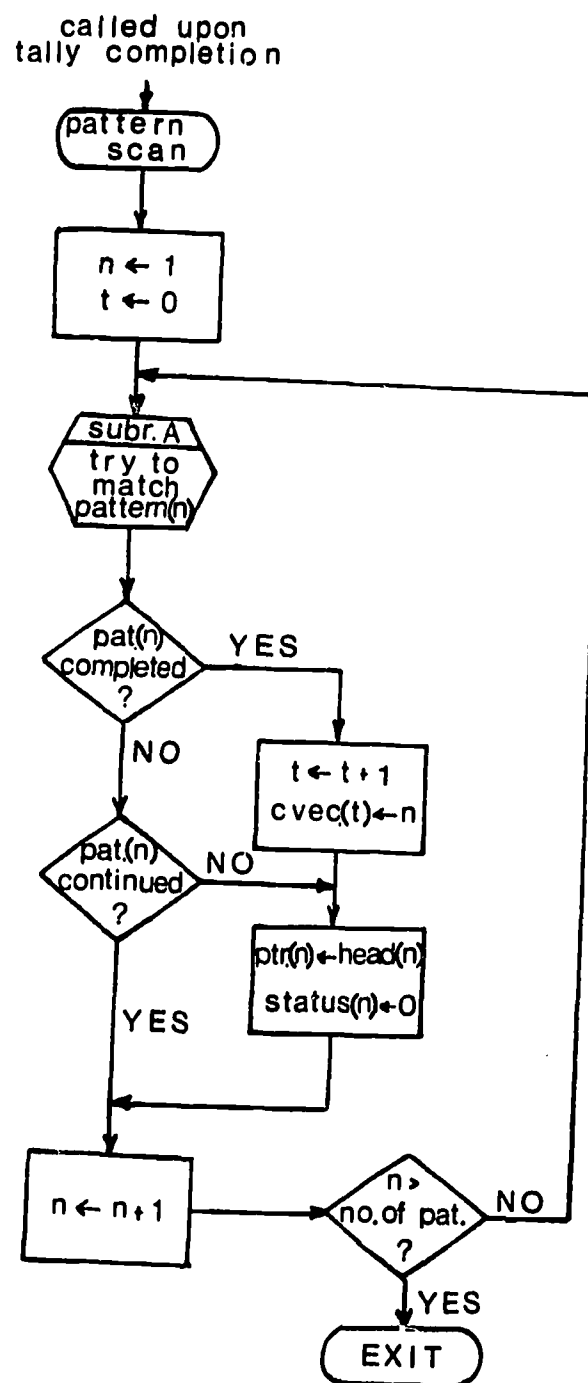 called upon
tally completion
pattern
scan
n ← 1
t ← 0
subr. A
try to
match
pattern(n)
pat.(n)
completed
?
YES
NO
t ← t + 1
cvec.(t) ← n
pat.(n)
continued
?
NO
YES
ptr.(n) ← head(n)
status(n) ← 0
n ← n + 1
n >
no. of pat.
?
NO
YES
EXIT